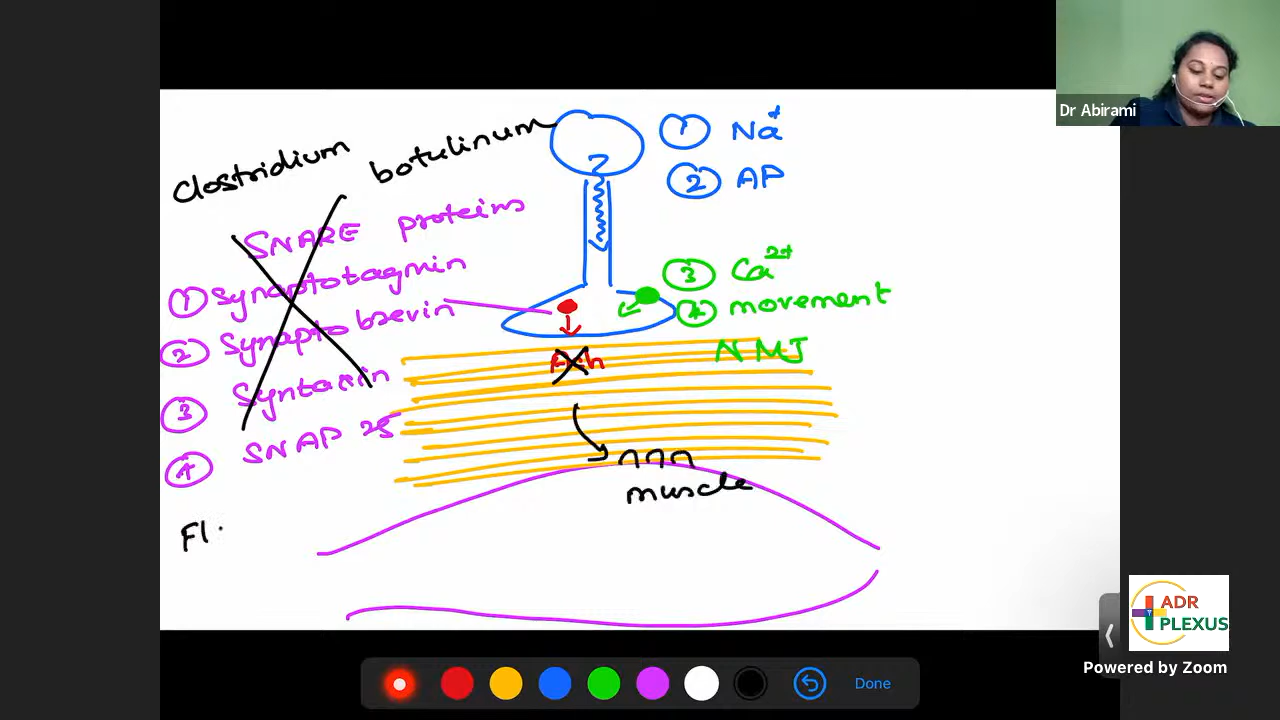 Clostridium botulinum
① Na⁺
② AP
SNARE proteins
① Synaptotagmin
② Synaptobrevin
③ Syntaxin
④ SNAP 25
③ Ca²⁺
④ movement
NMJ
Ach
muscle
Fl.
Dr Abirami
ADR
PLEXUS
Powered by Zoom
Done